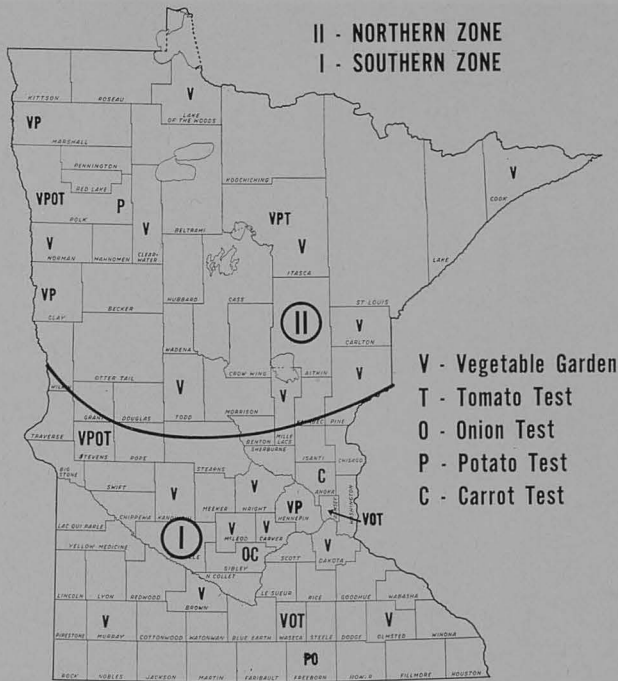 II - NORTHERN ZONE
I - SOUTHERN ZONE
KITTSON
ROSEAU
V
LAKE
OF THE WOODS
VP
MARSHALL
PENNINGTON
RED LAKE
VPOT
P
POLK
KOOCHICHING
V
COOK
V
NORMAN
MAHNOMEN
V
CLEAR-
WATER
BELTRAMI
VPT
V
ITASCA
LAKE
VP
CLAY
BECKER
HUBBARD
CASE
ST. LOUIS
V
CARLTON
II
WADENA
OTTER TAIL
CROW WING
AITKIN
V
V
V
GRANT
DOUGLAS
TODD
MORRISON
MILLE
LACS
PINE
TRAVERSE
VPOT
STEVENS
POPE
BENTON
SHERBURNE
ISANTI
CHISAGO
BIG
STONE
STEARNS
SWIFT
V
V
C
ANOKA
MEEKER
WRIGHT
VP
HENNEPIN
WASHINGTON
LAC QUI PARLE
CHIPPEWA
I
V
MCLEOD
V
CARVER
VOT
YELLOW MEDICINE
OC
SIBLEY
SCOTT
V
DAKOTA
LINCOLN
LYON
REDWOOD
V
BROWN
LE SUEUR
RICE
GOODHUE
WABASHA
PIPESTONE
V
MURRAY
COTTONWOOD
WATONWAN
BLUE EARTH
VOT
WASECA
STEELE
DODGE
V
OLMSTED
WINONA
ROCK
NOBLES
JACKSON
MARTIN
FARIBAULT
PO
FREEBORN
FILLMORE
HOUSTON
V - Vegetable Garden
T - Tomato Test
O - Onion Test
P - Potato Test
C - Carrot Test